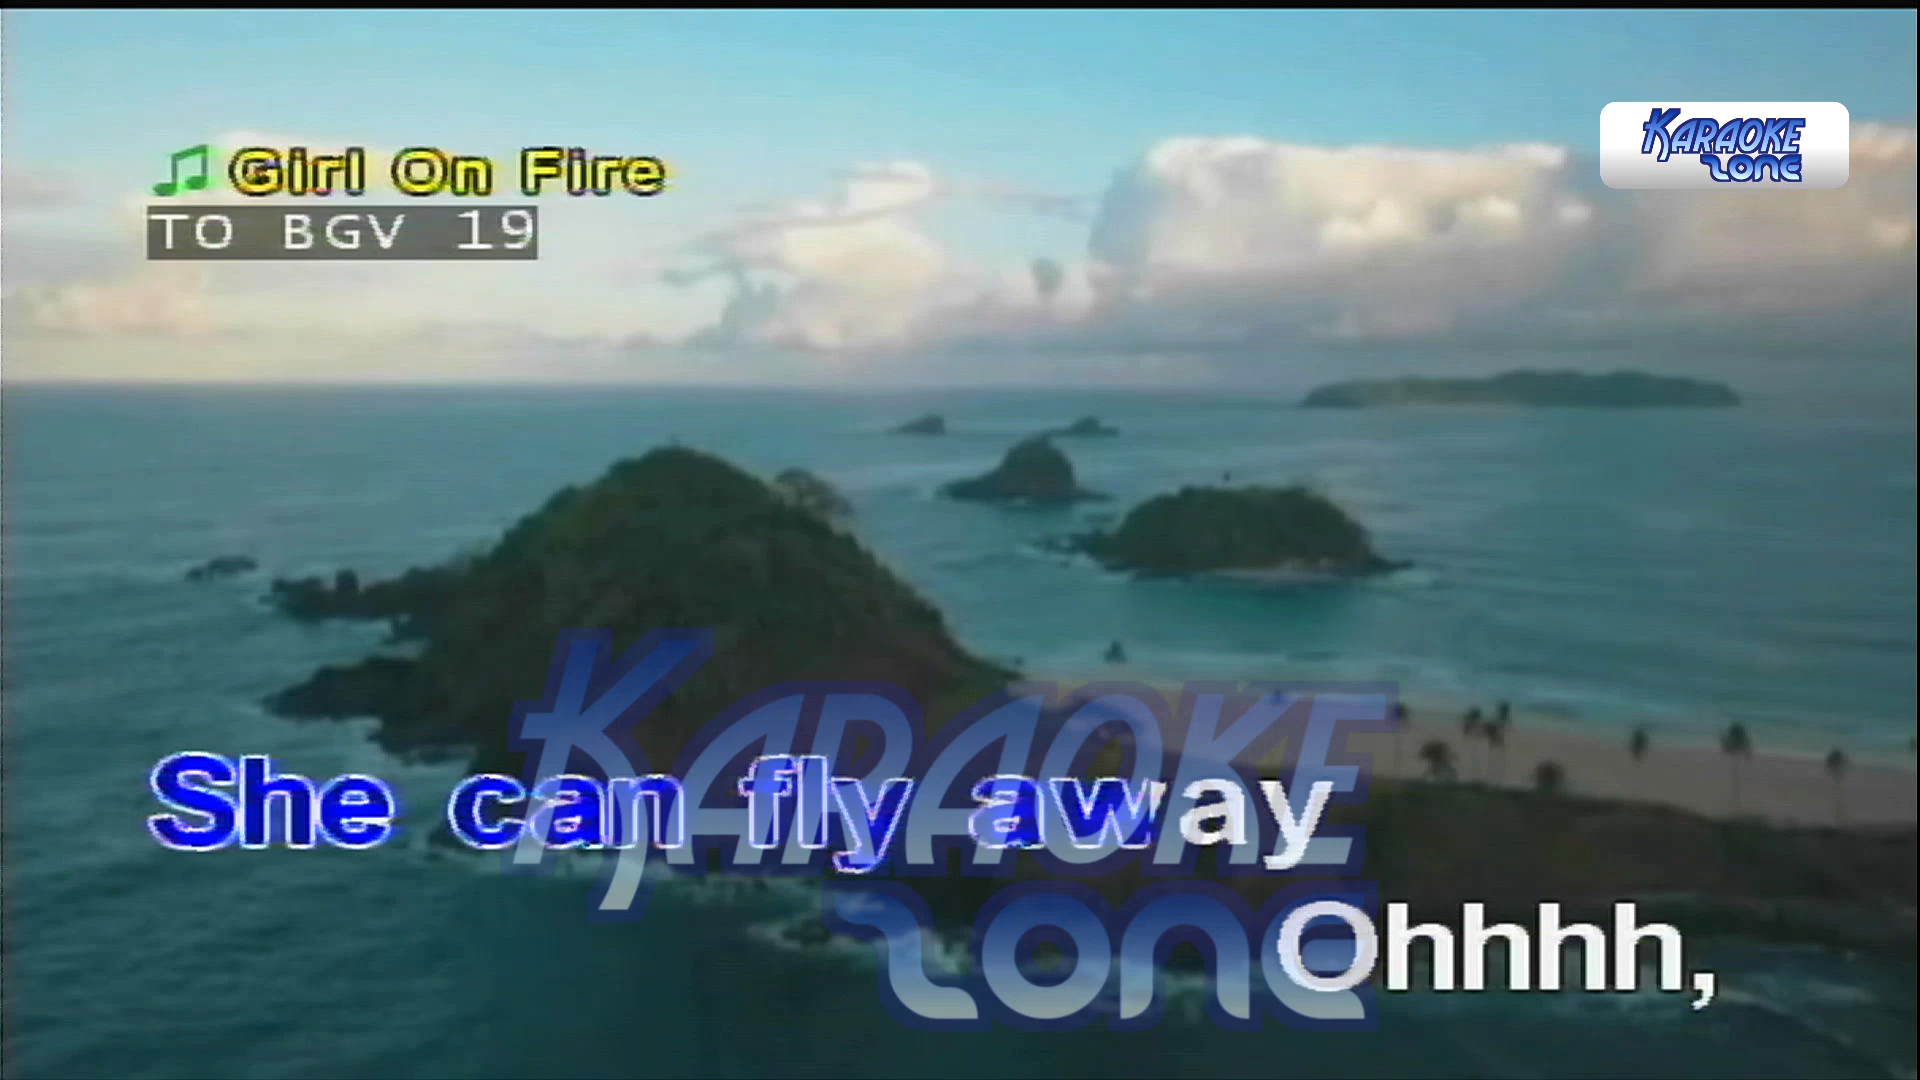 ♫ Girl On Fire
TO BGV 19
KARAOKE
ZONE
She can fly away
Ohhhh,
KARAOKE
ZONE